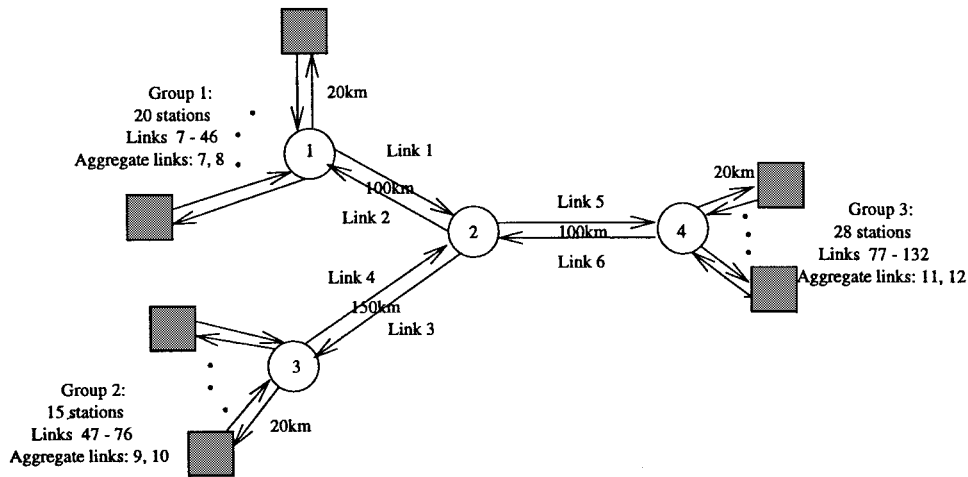 20km
Group 1:
20 stations
Links 7 - 46
Aggregate links: 7, 8
1
Link 1
100km
Link 2
2
Link 5
100km
Link 6
4
20km
Group 3:
28 stations
Links 77 - 132
Aggregate links: 11, 12
Link 4
150km
Link 3
3
Group 2:
15 stations
Links 47 - 76
Aggregate links: 9, 10
20km